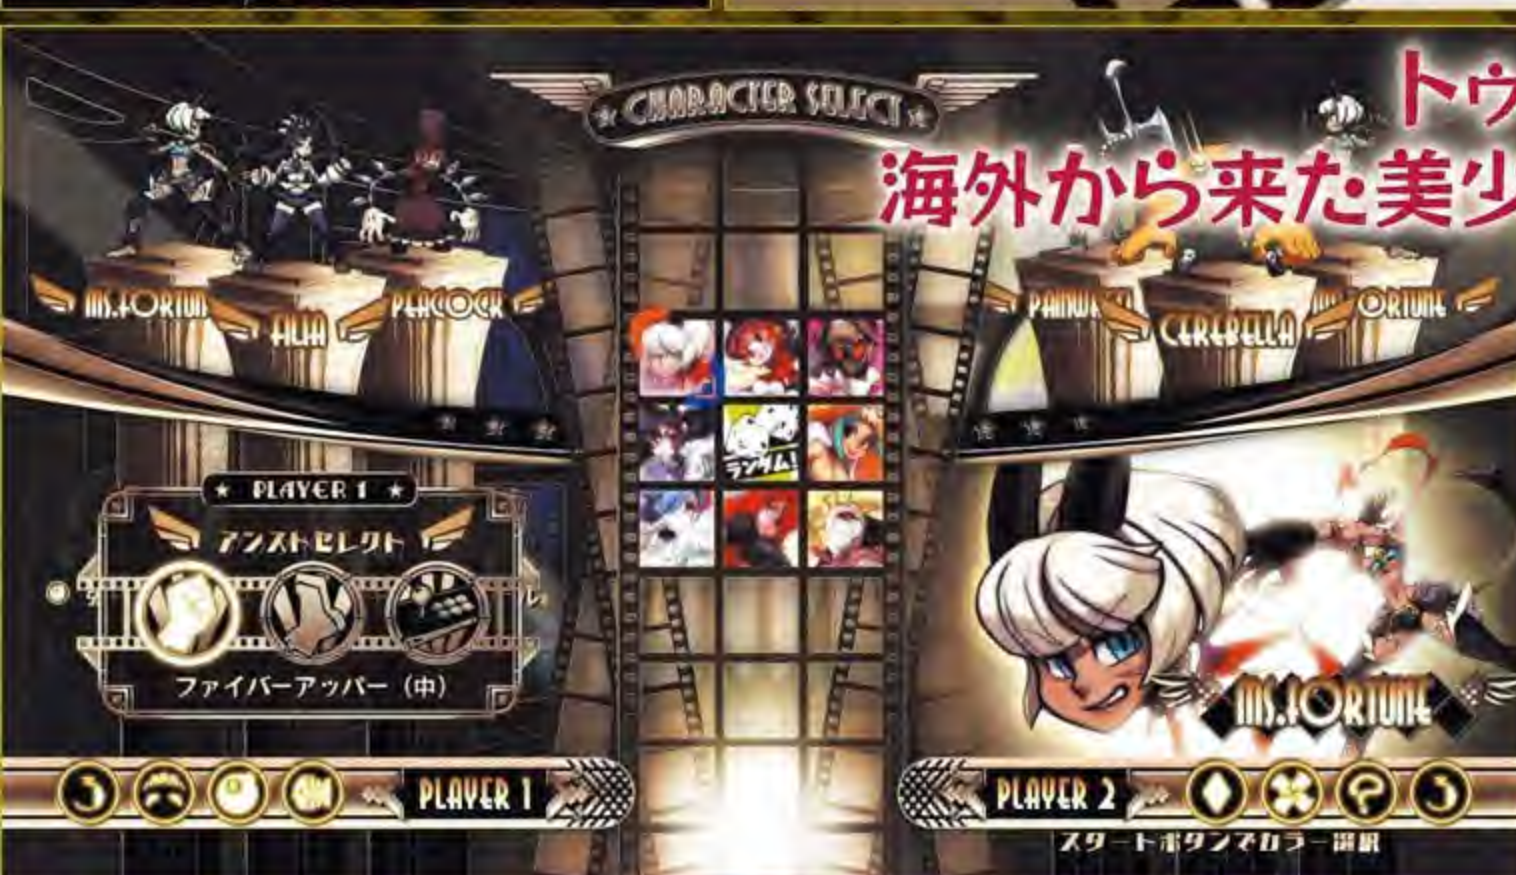 CHARACTER SELECT
トゥ
海外から来た美少
MS.FORTUN
FILIA
PEACOCK
PAINW
CEREBELLA
ORTUNE
ランダム!
★ PLAYER 1 ★
アシストセレクト
ファイバーアッパー (中)
MS.FORTUNE
PLAYER 1
PLAYER 2
スタートボタンでカラー選択